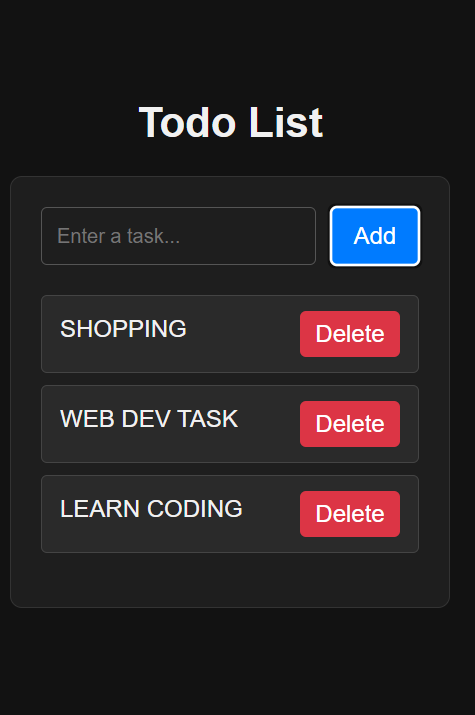 Todo List
Enter a task... Add
SHOPPING Delete
WEB DEV TASK Delete
LEARN CODING Delete